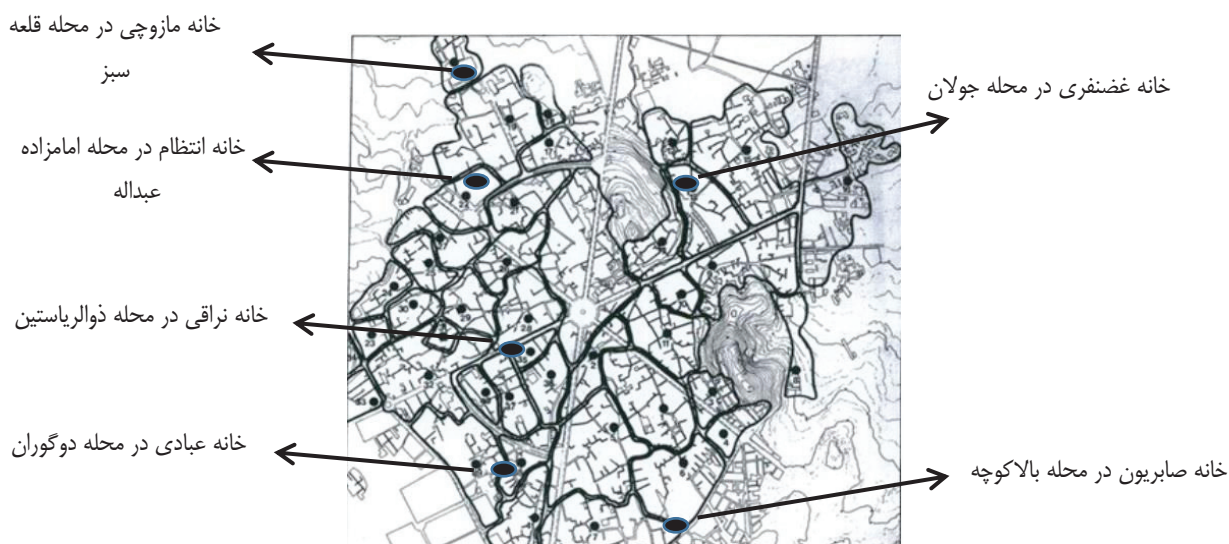 خانه مازوچی در محله قلعه
سبز
خانه غضنفری در محله جولان
خانه انتظام در محله امامزاده
عبداله
خانه نراقی در محله ذوالریاستین
خانه عبادی در محله دوگوران
خانه صابریون در محله بالاکوچه